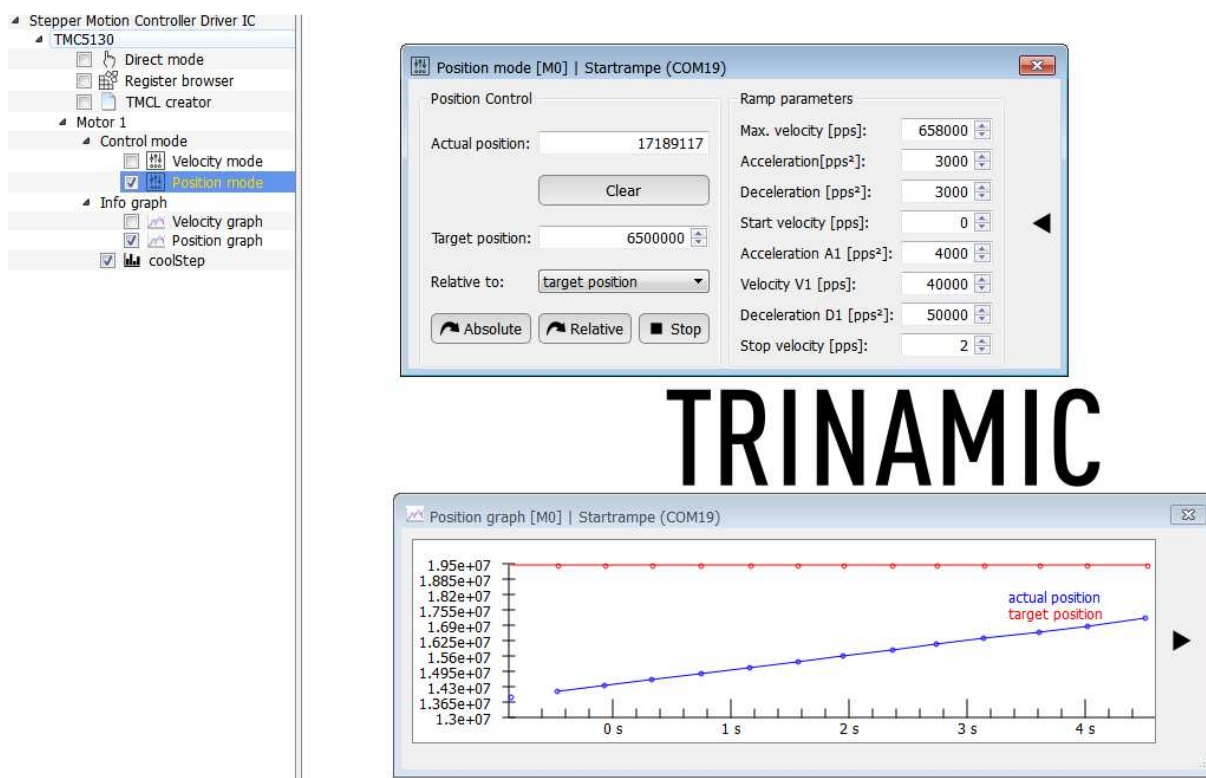 Stepper Motion Controller Driver IC
TMC5130
Direct mode
Register browser
TMCL creator
Motor 1
Control mode
Velocity mode
Position mode
Info graph
Velocity graph
Position graph
coolStep
Position mode [M0] | Startrampe (COM19)
Position Control
Actual position: 17189117
Clear
Target position: 6500000
Relative to: target position
Absolute Relative Stop
Ramp parameters
Max. velocity [pps]: 658000
Acceleration[pps²]: 3000
Deceleration [pps²]: 3000
Start velocity [pps]: 0
Acceleration A1 [pps²]: 4000
Velocity V1 [pps]: 40000
Deceleration D1 [pps²]: 50000
Stop velocity [pps]: 2
TRINAMIC
Position graph [M0] | Startrampe (COM19)
1.95e+07
1.885e+07
1.82e+07
1.755e+07
1.69e+07
1.625e+07
1.56e+07
1.495e+07
1.43e+07
1.365e+07
1.3e+07
actual position
target position
0 s 1 s 2 s 3 s 4 s